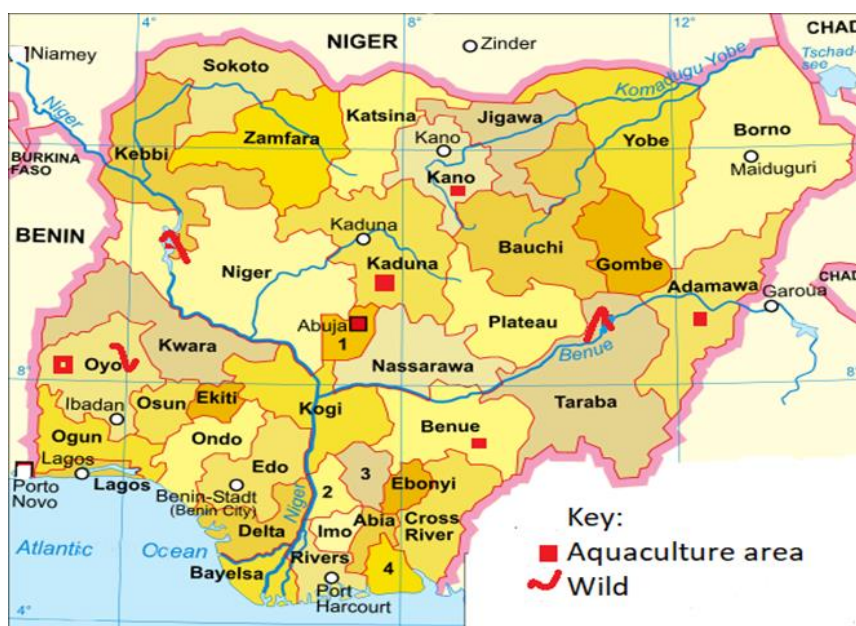 4°
8°
12°
CHAD
Niamey
NIGER
Zinder
Tschad-
see
Sokoto
Niger
Komadugu Yobe
Katsina
Jigawa
Zamfara
Kano
Yobe
Borno
Kebbi
BURKINA
FASO
Kano
Maiduguri
BENIN
Kaduna
Bauchi
Gombe
Niger
Kaduna
Adamawa
CHAD
Garoua
Abuja
1
Plateau
Kwara
Benue
Oyo
Nassarawa
8°
8°
Taraba
Ibadan
Osun
Ekiti
Kogi
Benue
Ogun
Ondo
Lagos
Edo
2
3
Ebonyi
Porto
Novo
Lagos
Benin-Stadt
(Benin City)
Niger
Abia
Cross
River
Imo
Delta
Atlantic Ocean
Rivers
Bayelsa
4
Port
Harcourt
4°
Key:
Aquaculture area
Wild